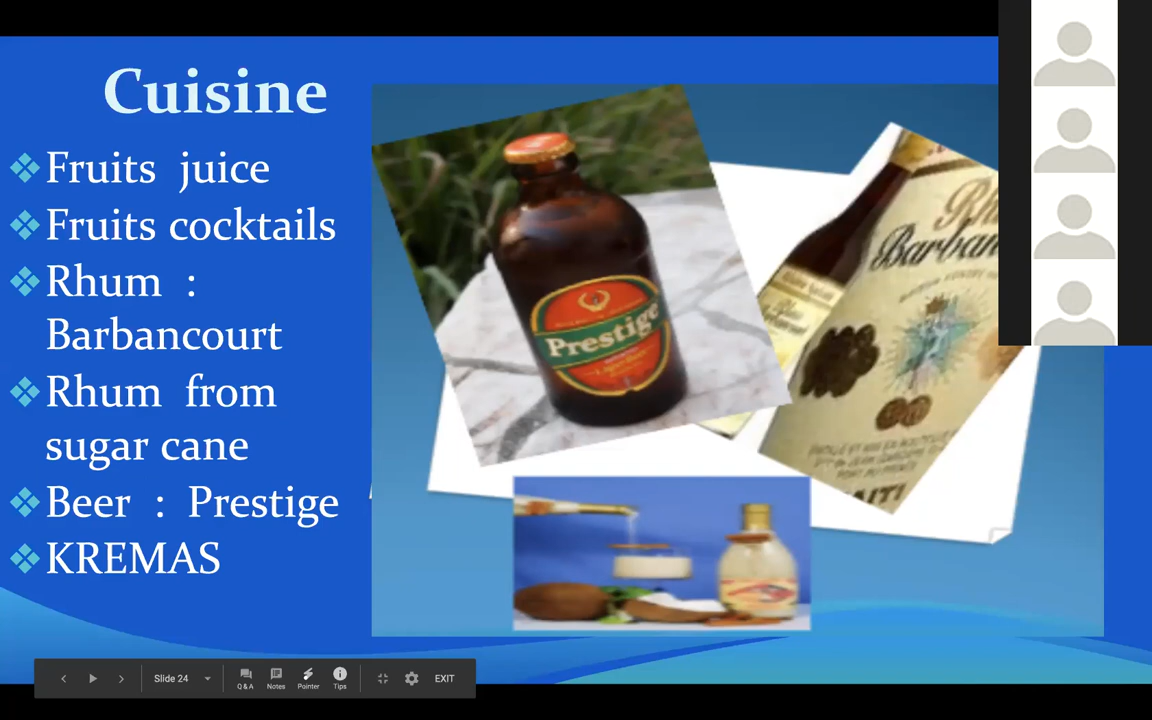 Cuisine
Fruits juice
Fruits cocktails
Rhum :
Barbancourt
Rhum from
sugar cane
Beer : Prestige
KREMAS
Prestige
Slide 24
Q&A
Notes
Pointer
Tips
EXIT